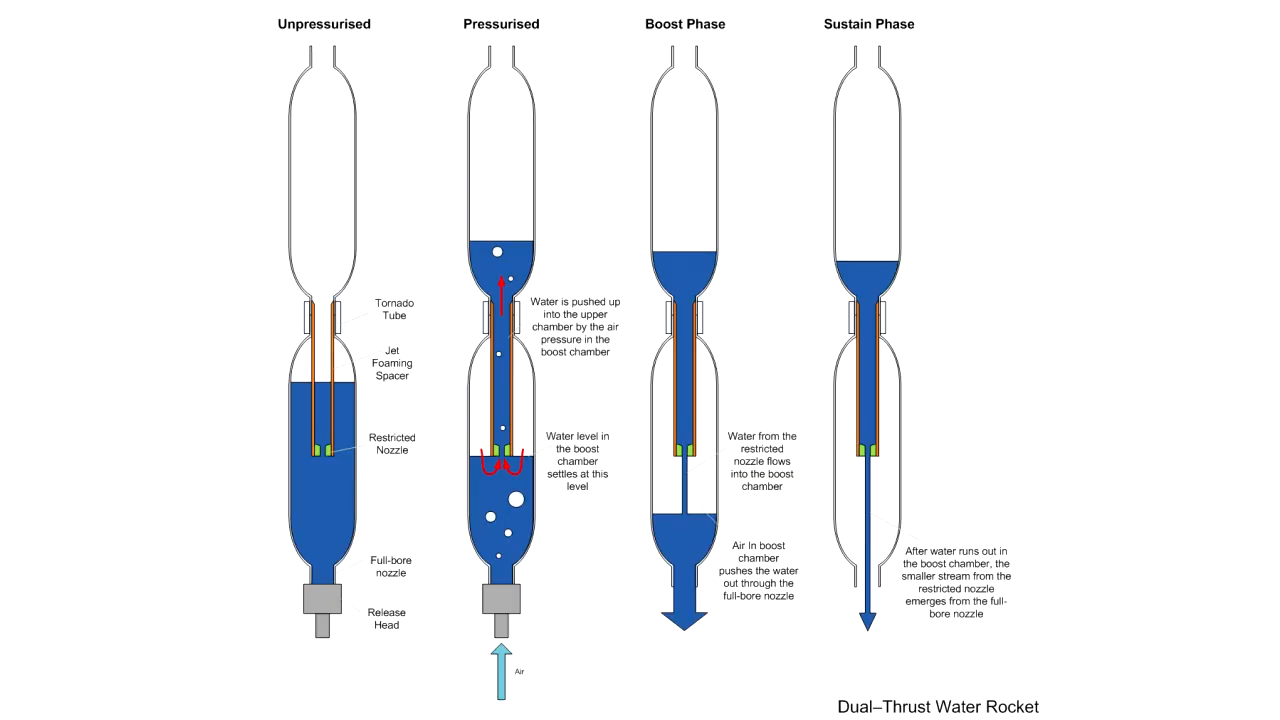 Unpressurised
Pressurised
Boost Phase
Sustain Phase
Tornado
Tube
Jet
Foaming
Spacer
Restricted
Nozzle
Full-bore
nozzle
Release
Head
Water is pushed up
into the upper
chamber by the air
pressure in the
boost chamber
Water level in
the boost
chamber
settles at this
level
Air
Water from the
restricted
nozzle flows
into the boost
chamber
Air In boost
chamber
pushes the water
out through the
full-bore nozzle
After water runs out in
the boost chamber, the
smaller stream from the
restricted nozzle
emerges from the full-
bore nozzle
Dual–Thrust Water Rocket